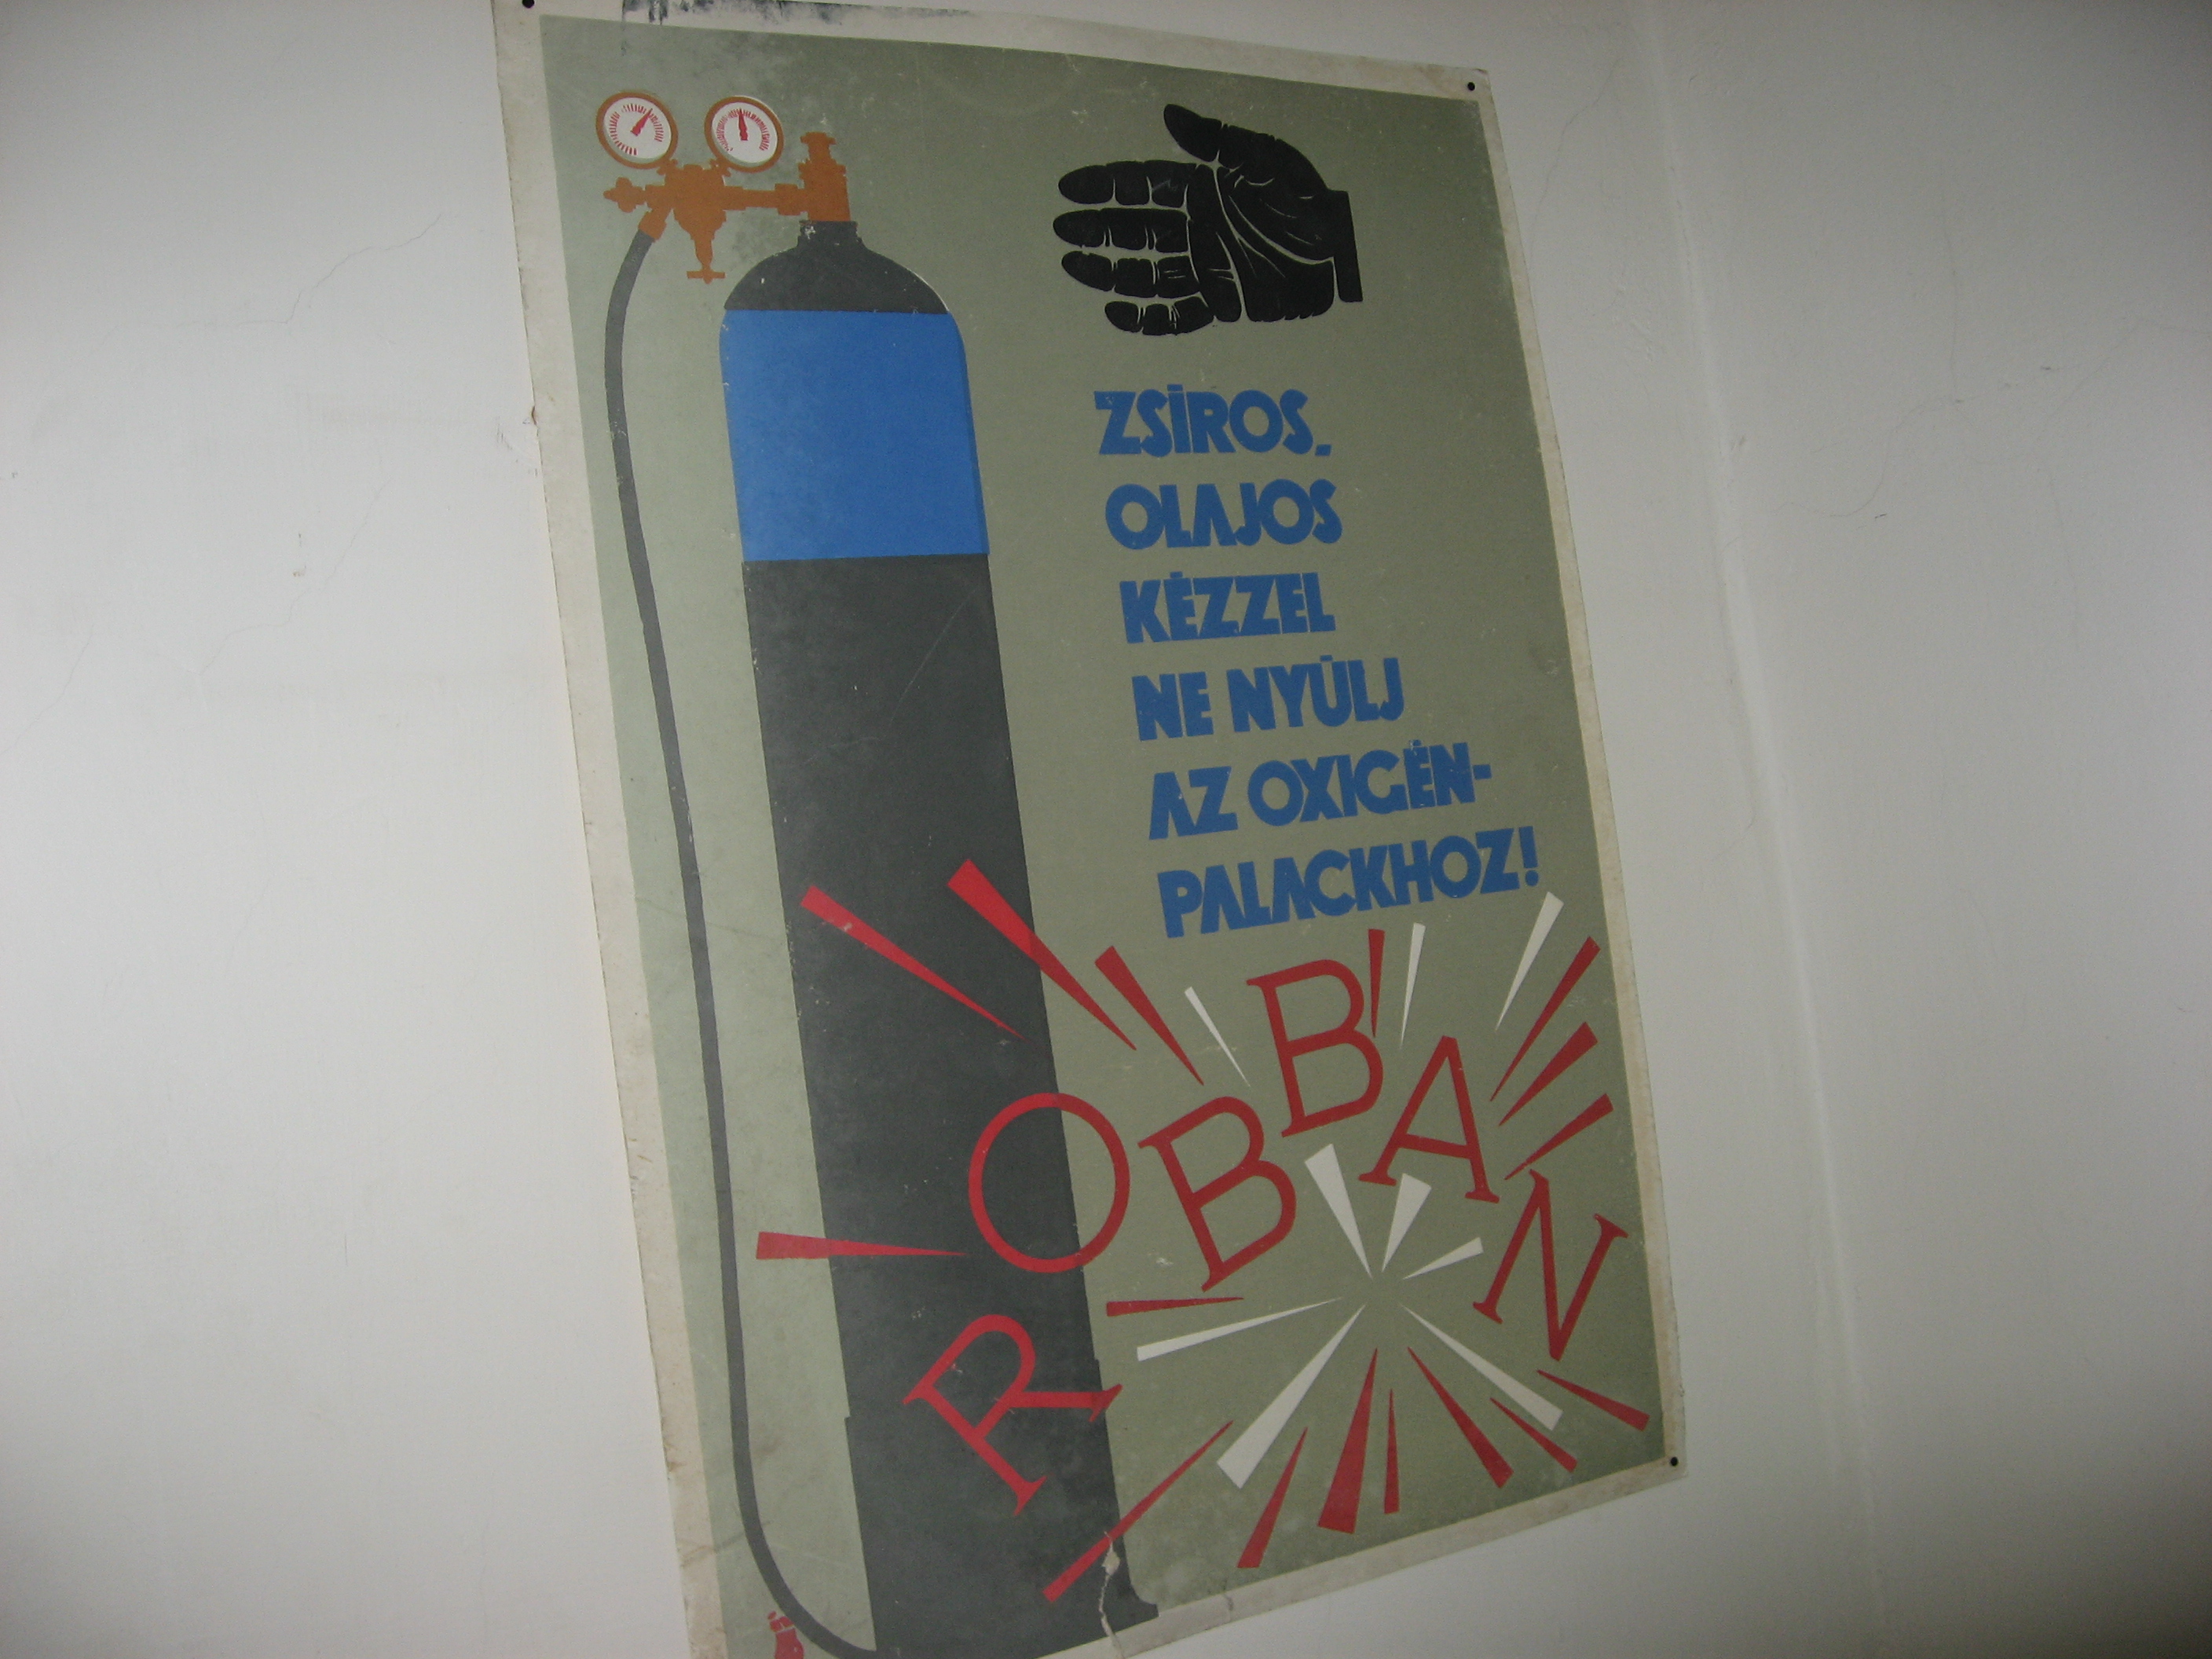 ZSÍROS,
OLAJOS
KÉZZEL
NE NYÚLJ
AZ OXIGÉN-
PALACKHOZ!
ROBBAN